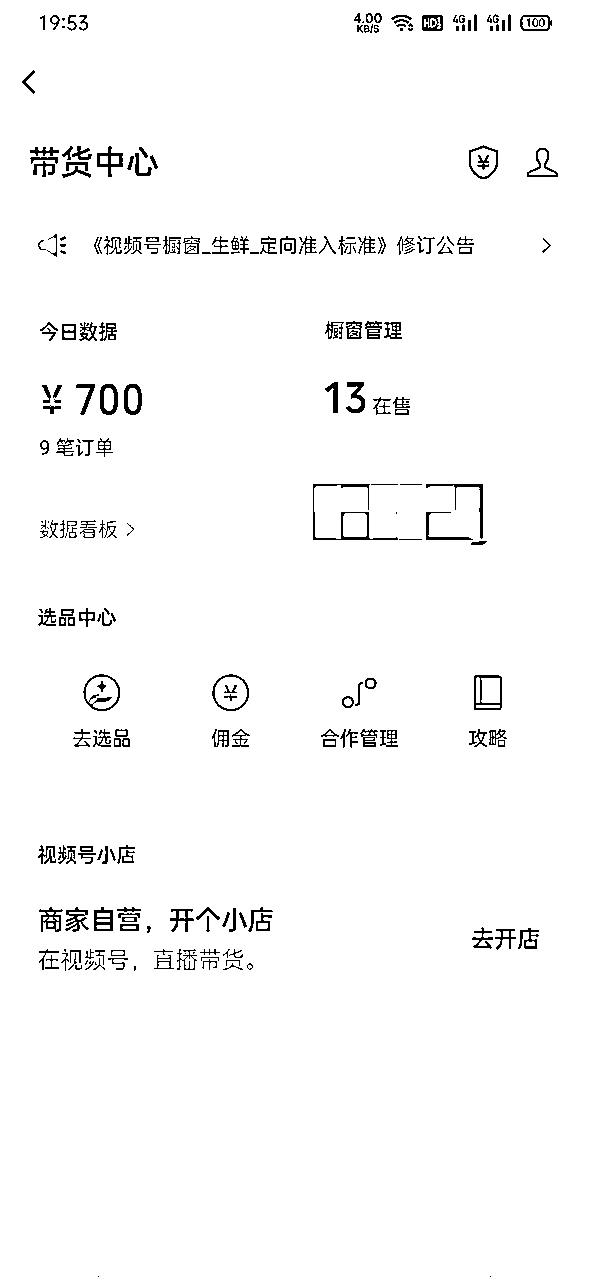 19:53 4.00 KB/S HD 4G 4G 100
带货中心
《视频号橱窗_生鲜_定向准入标准》修订公告
今日数据 橱窗管理
¥ 700 13 在售
9 笔订单
数据看板
选品中心
去选品 佣金 合作管理 攻略
视频号小店
商家自营，开个小店
去开店
在视频号，直播带货。